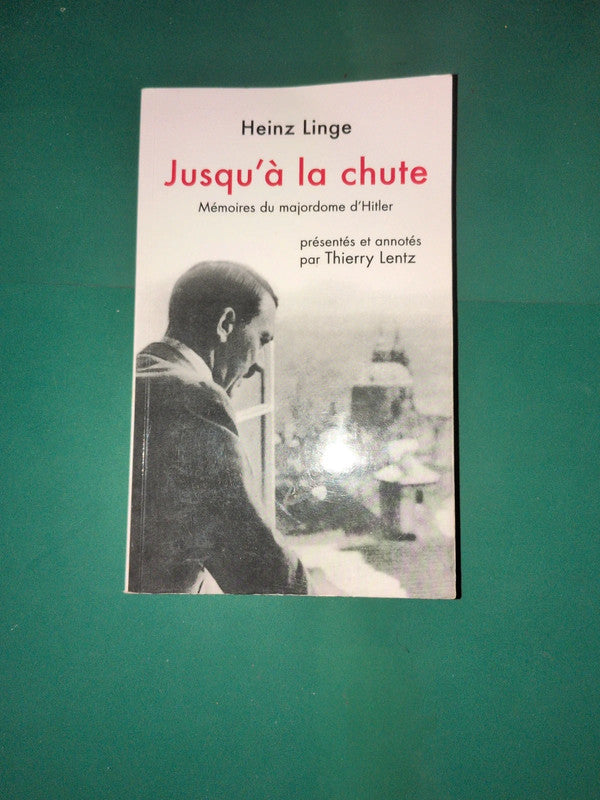 Heinz Linge
Jusqu'à la chute
Mémoires du majordome d'Hitler
présentés et annotés
par Thierry Lentz